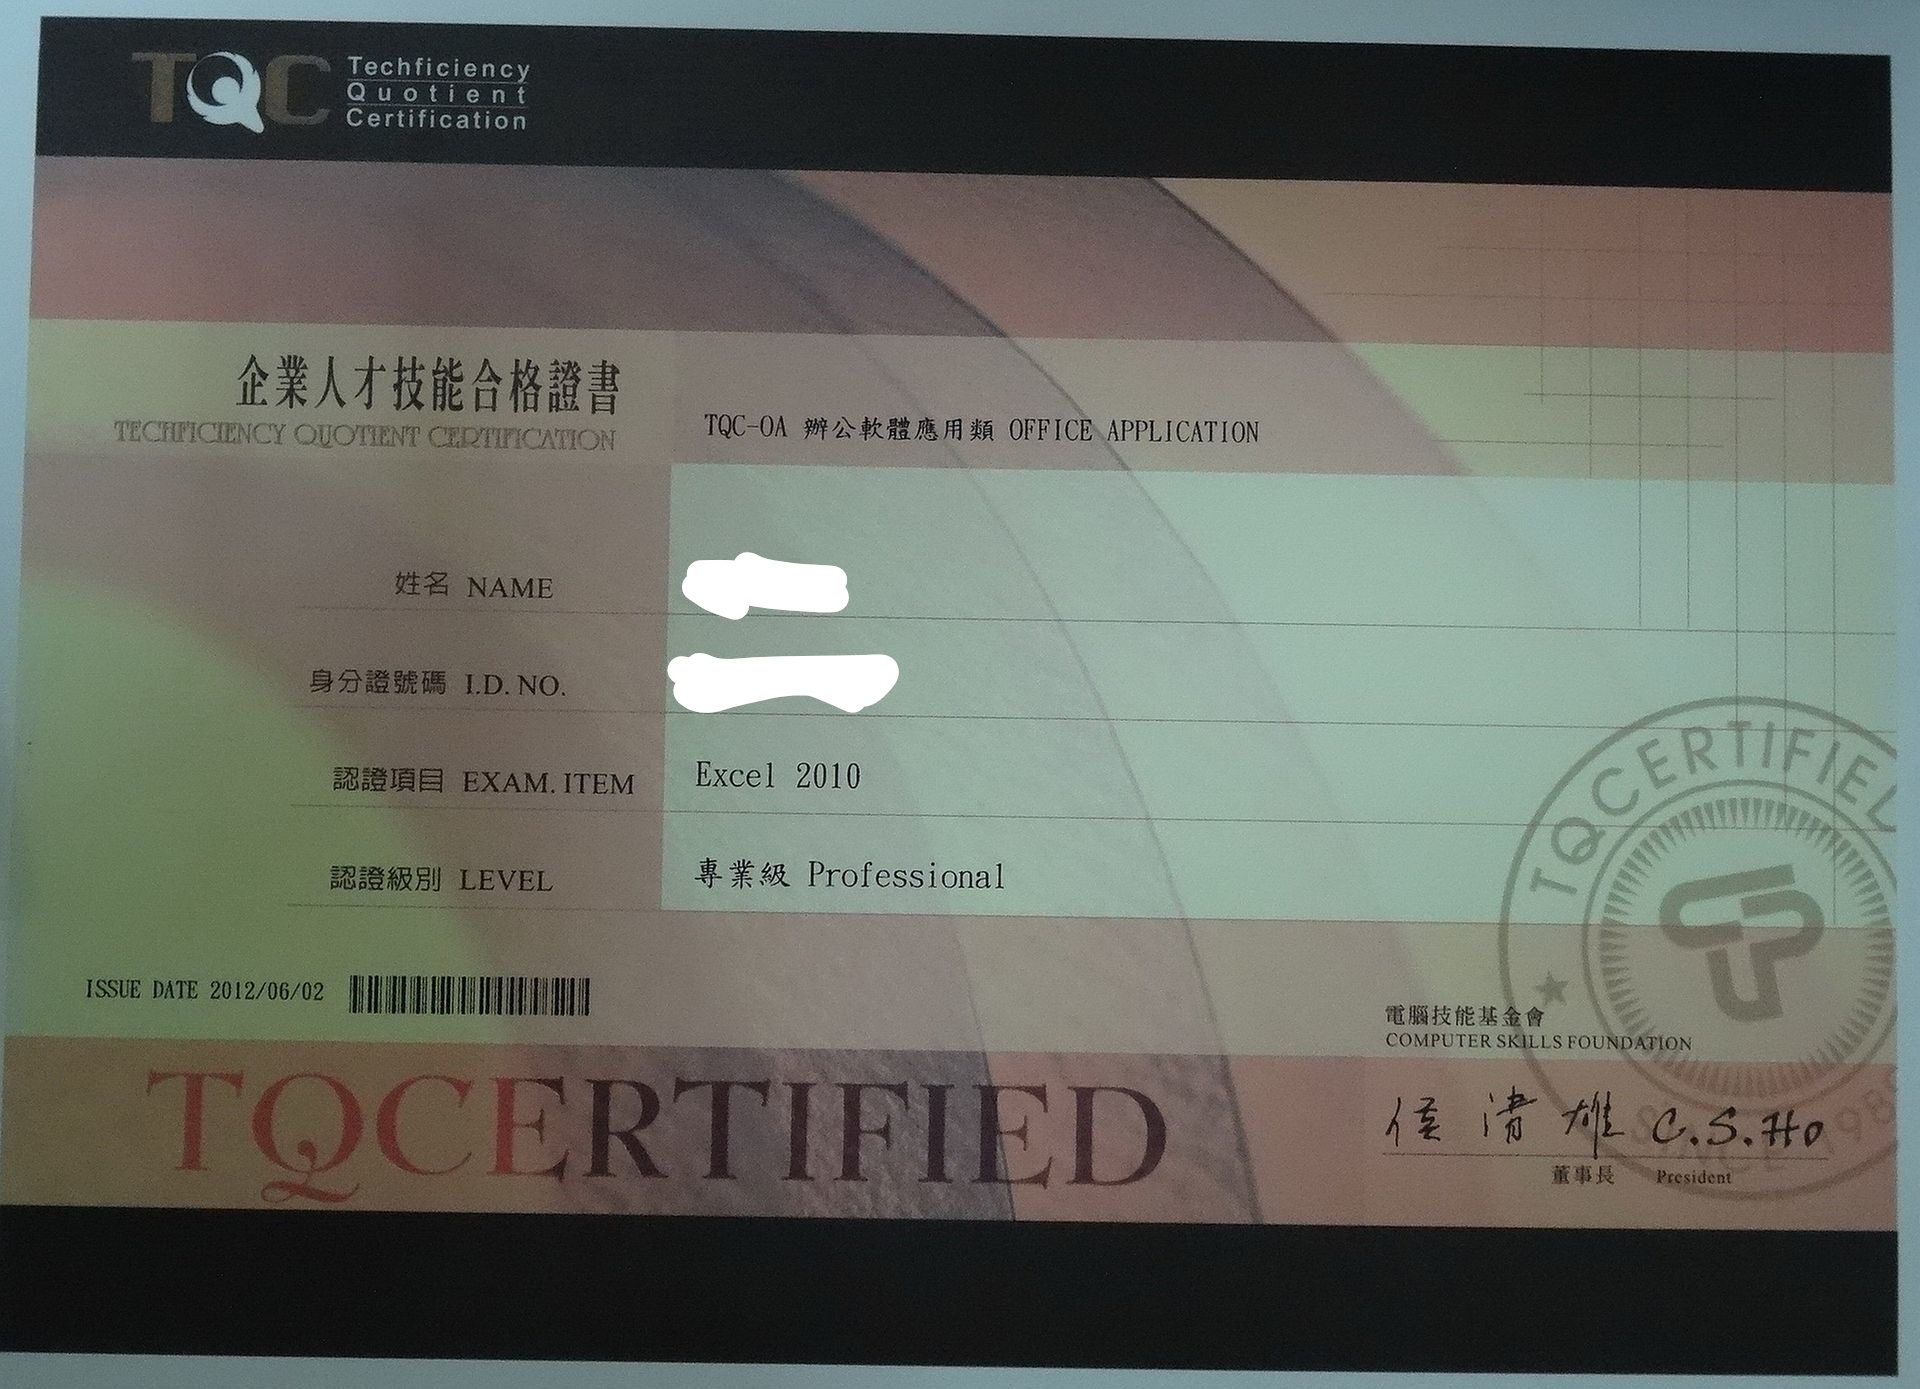 TQC
Techficiency
Quotient
Certification
企業人才技能合格證書
TECHFICIENCY QUOTIENT CERTIFICATION
TQC-OA 辦公軟體應用類 OFFICE APPLICATION
姓名 NAME
身分證號碼 I.D. NO.
認證項目 EXAM. ITEM Excel 2010
認證級別 LEVEL 專業級 Professional
ISSUE DATE 2012/06/02
TQCERTIFIED
電腦技能基金會
COMPUTER SKILLS FOUNDATION
侯清雄 C.S.Ho
董事長 President
TQCERTIFIED
SINCE 198